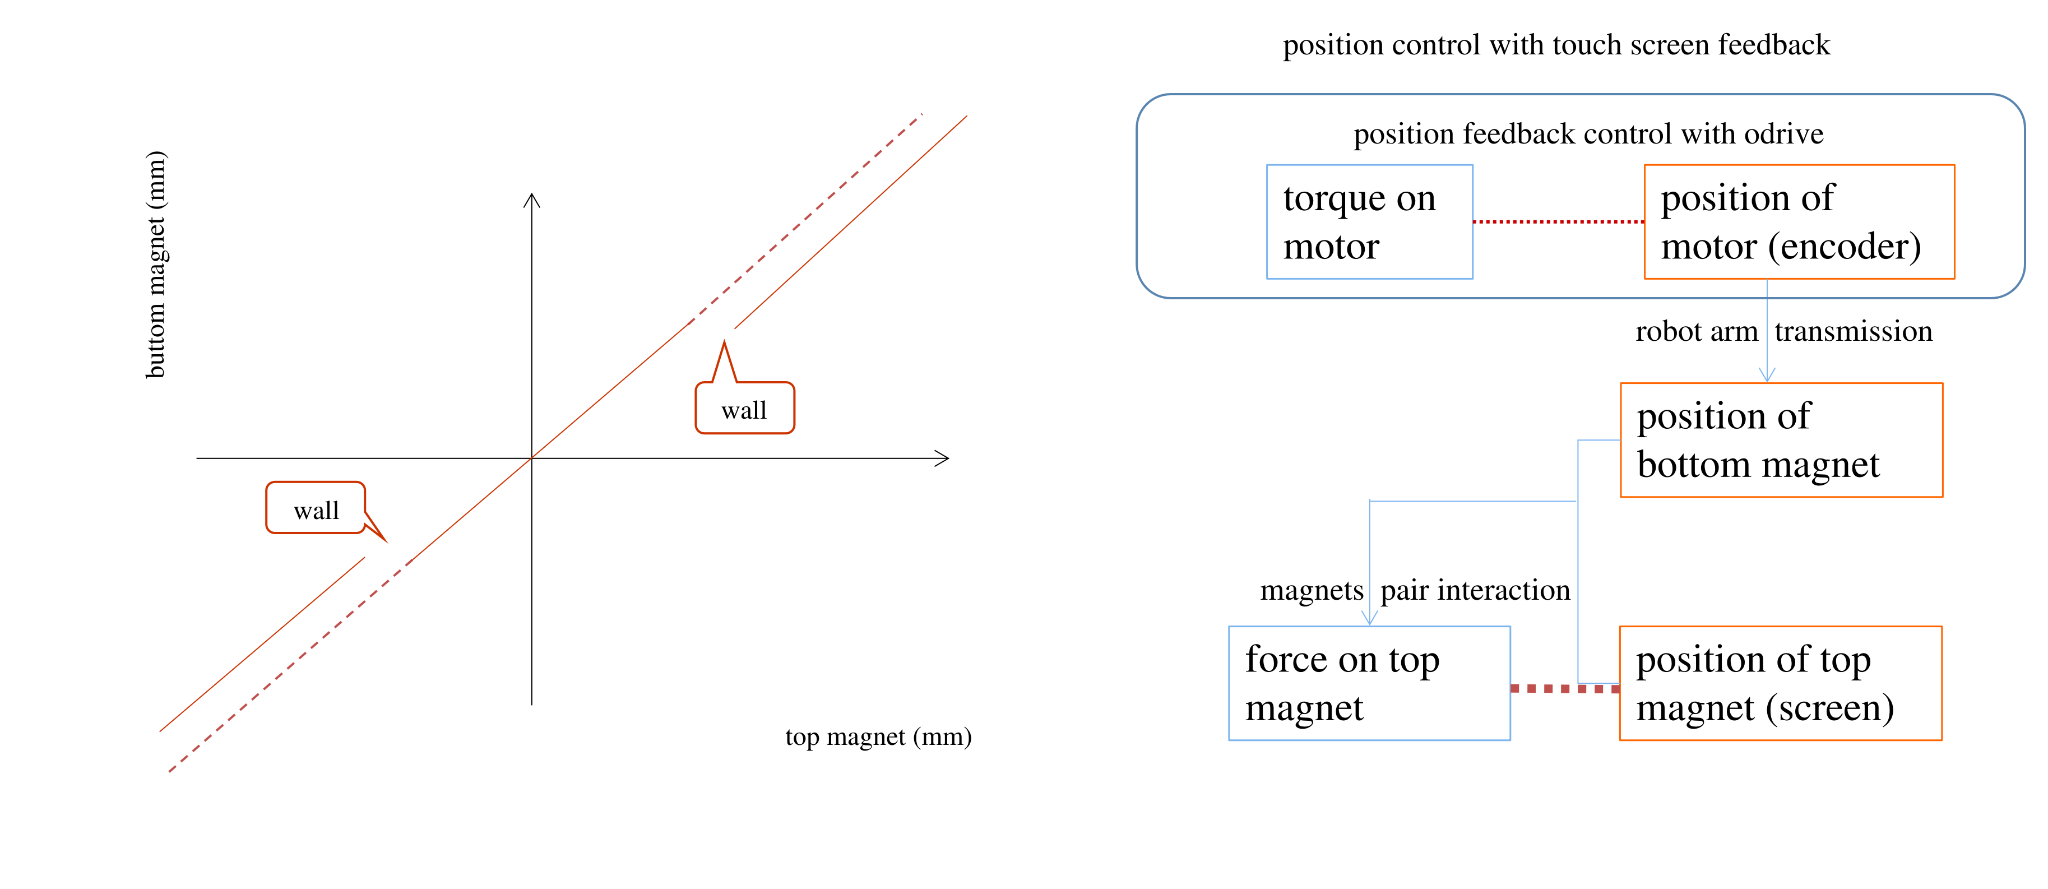 position control with touch screen feedback
buttom magnet (mm)
wall
wall
top magnet (mm)
position feedback control with odrive
torque on
motor
position of
motor (encoder)
robot arm transmission
position of
bottom magnet
magnets pair interaction
force on top
magnet
position of top
magnet (screen)